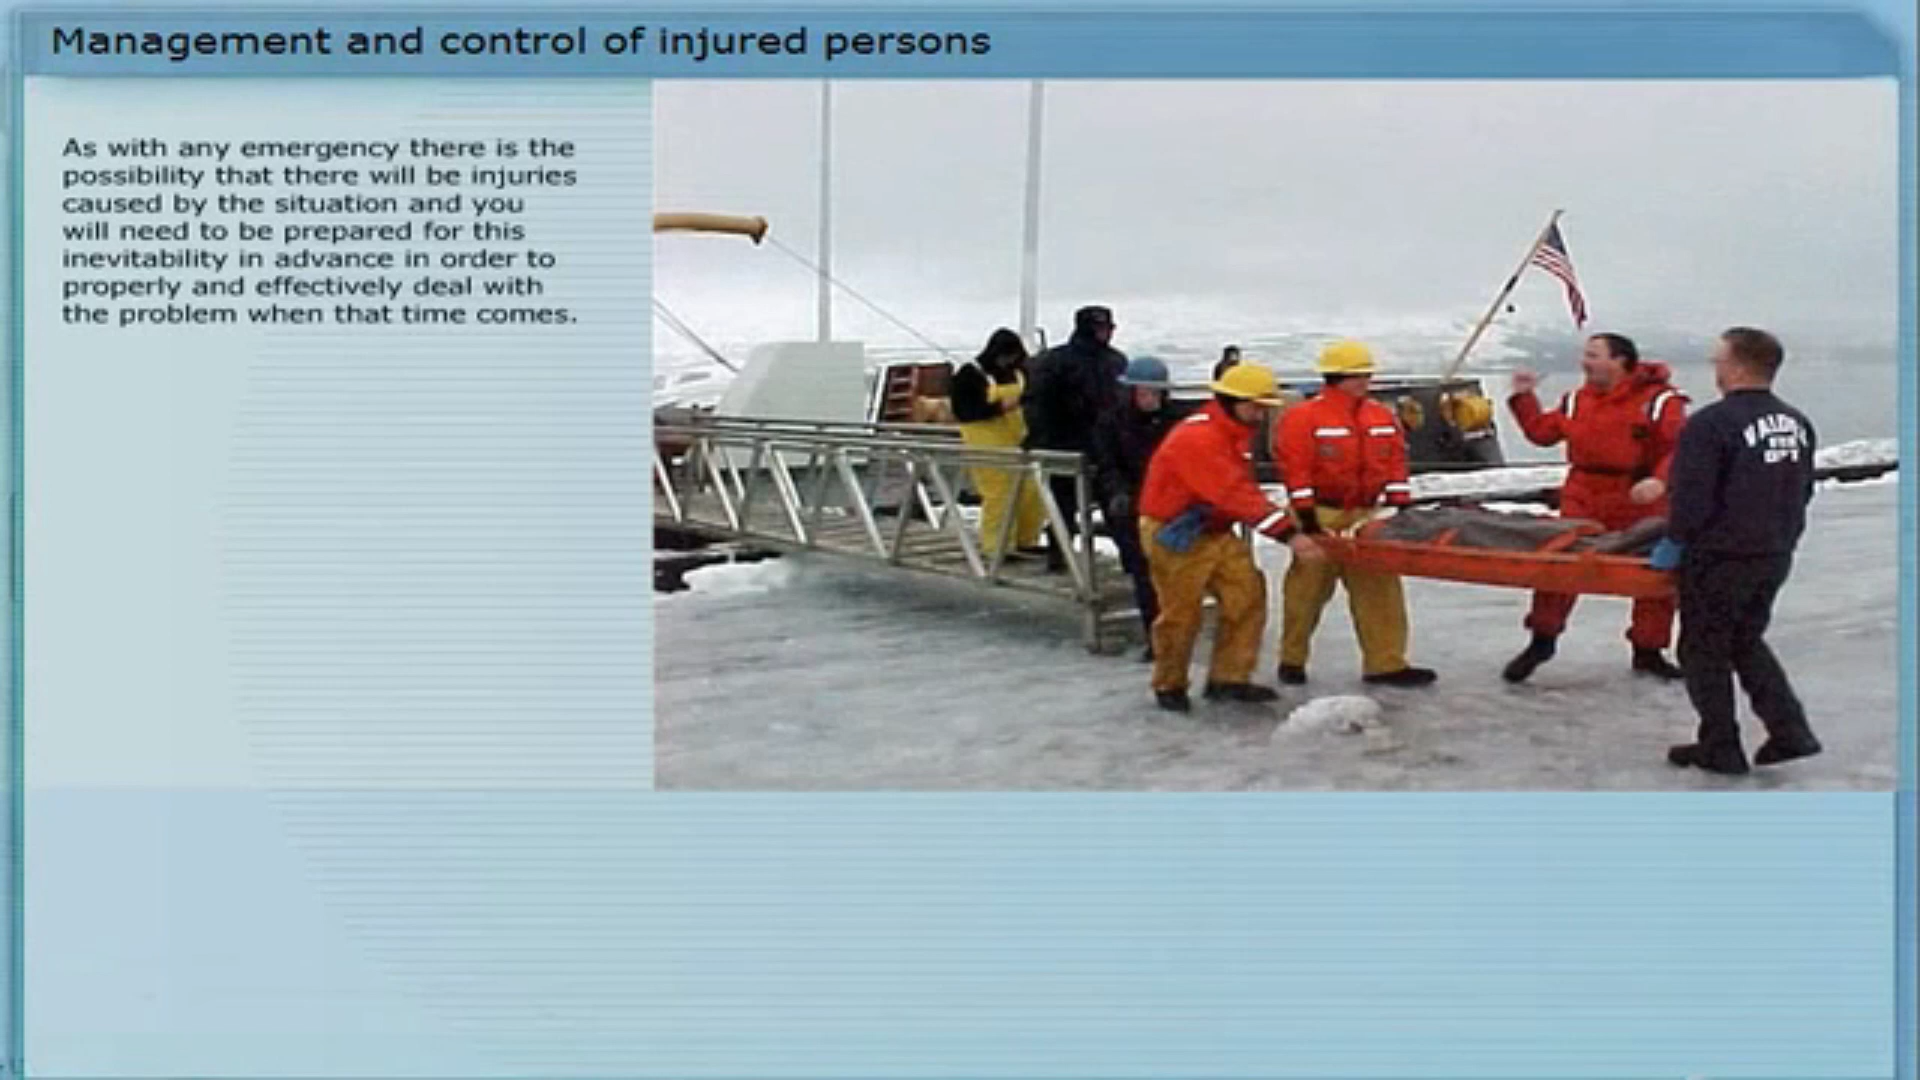 Management and control of injured persons
As with any emergency there is the
possibility that there will be injuries
caused by the situation and you
will need to be prepared for this
inevitability in advance in order to
properly and effectively deal with
the problem when that time comes.